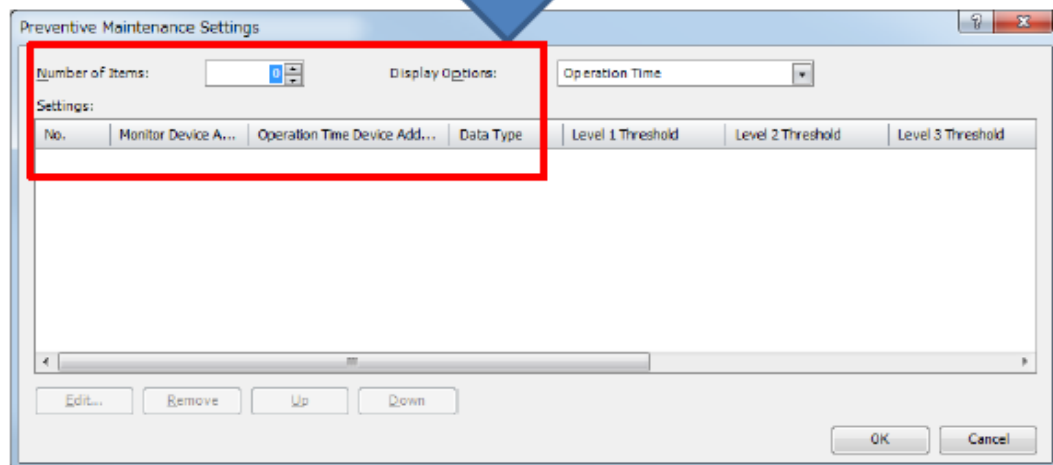 Preventive Maintenance Settings
Number of Items: 0 Display Options: Operation Time
Settings:
No. Monitor Device A... Operation Time Device Add... Data Type Level 1 Threshold Level 2 Threshold Level 3 Threshold
Edit... Remove Up Down
OK Cancel